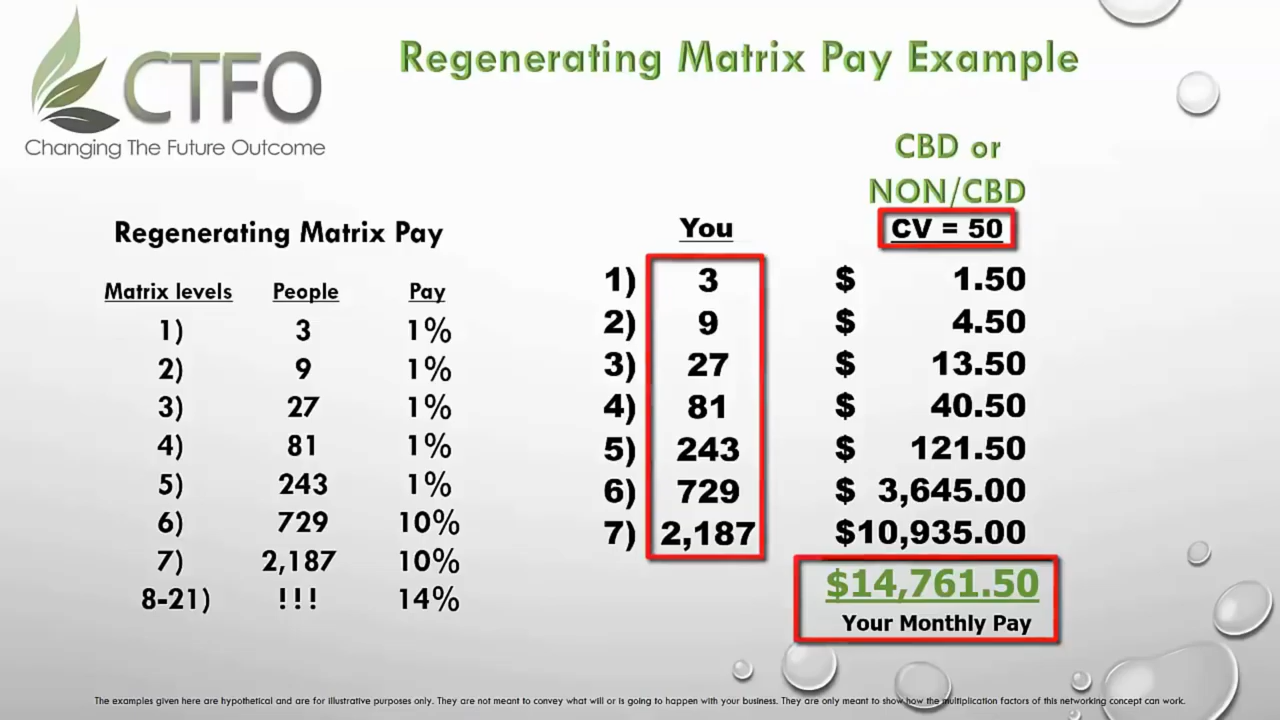 CTFO
Changing The Future Outcome
Regenerating Matrix Pay Example
Regenerating Matrix Pay
Matrix levels People Pay
1) 3 1%
2) 9 1%
3) 27 1%
4) 81 1%
5) 243 1%
6) 729 10%
7) 2,187 10%
8-21) !!! 14%
CBD or
NON/CBD
You CV = 50
1) 3 $ 1.50
2) 9 $ 4.50
3) 27 $ 13.50
4) 81 $ 40.50
5) 243 $ 121.50
6) 729 $ 3,645.00
7) 2,187 $10,935.00
$14,761.50
Your Monthly Pay
The examples given here are hypothetical and are for illustrative purposes only. They are not meant to convey what will or is going to happen with your business. They are only meant to show how the multiplication factors of this networking concept can work.